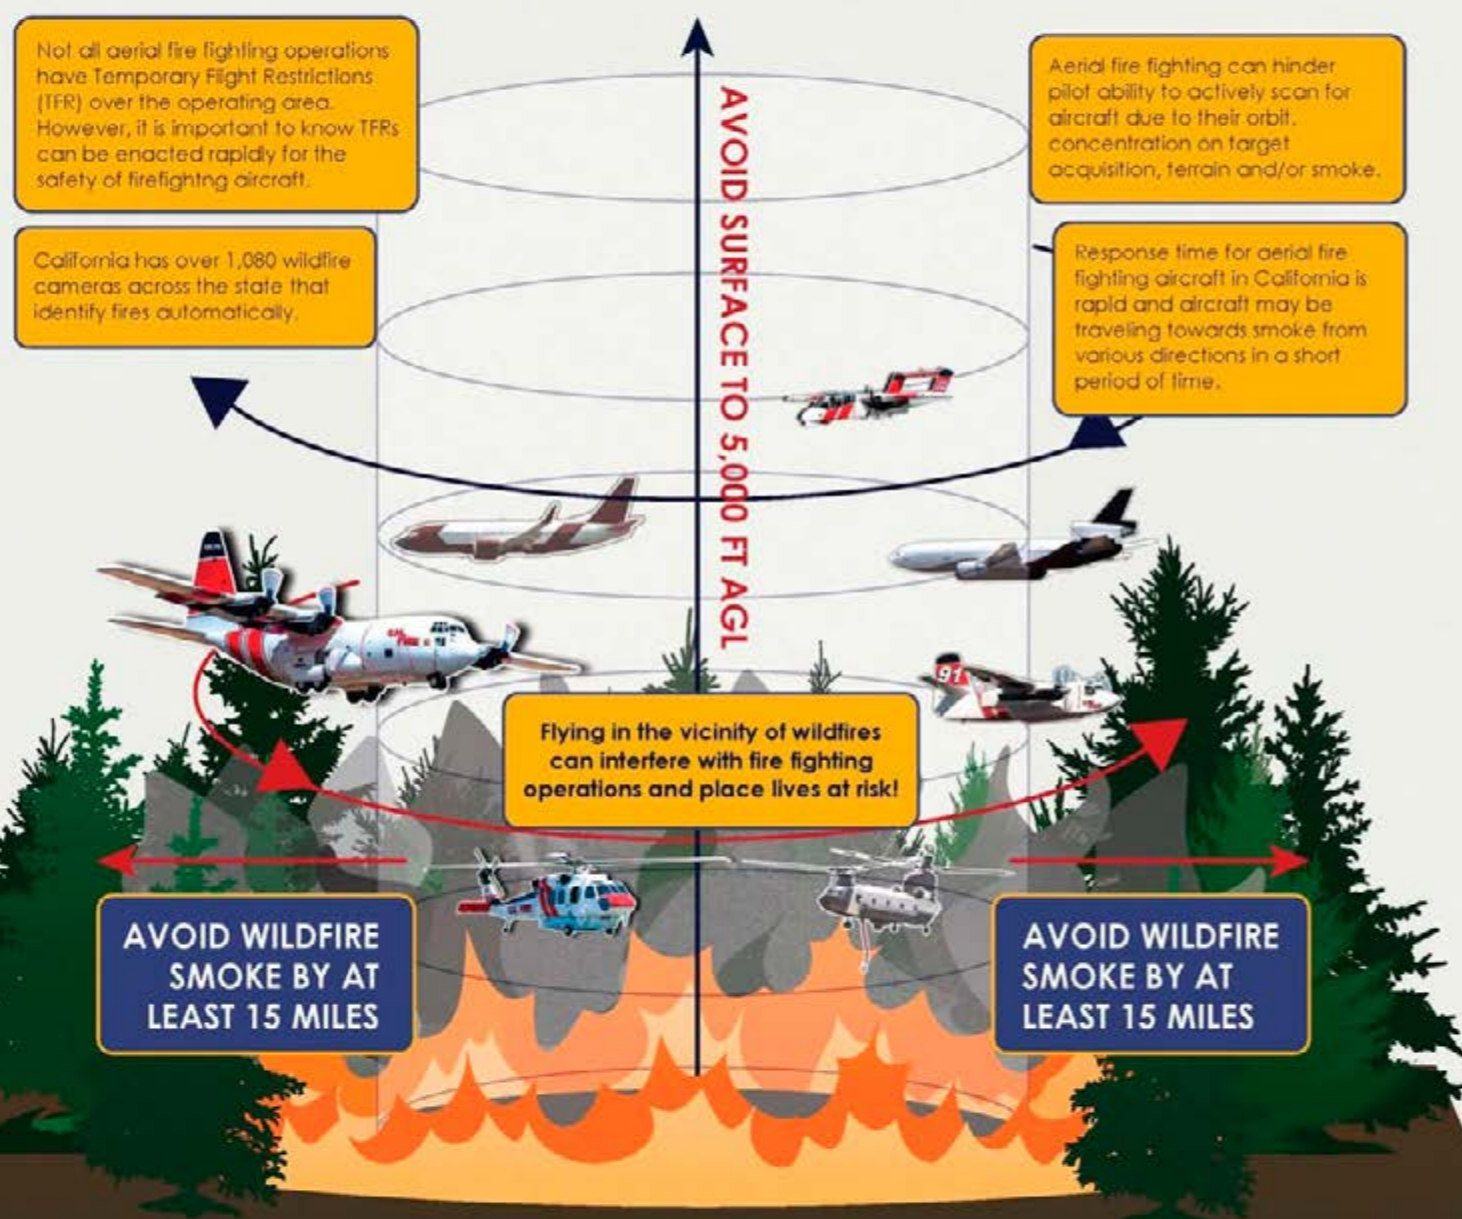 Not all aerial fire fighting operations
have Temporary Flight Restrictions
(TFR) over the operating area.
However, it is important to know TFRs
can be enacted rapidly for the
safety of firefightng aircraft.
California has over 1,080 wildfire
cameras across the state that
identify fires automatically.
AVOID SURFACE TO 5,000 FT AGL
Aerial fire fighting can hinder
pilot ability to actively scan for
aircraft due to their orbit,
concentration on target
acquisition, terrain and/or smoke.
Response time for aerial fire
fighting aircraft in California is
rapid and aircraft may be
traveling towards smoke from
various directions in a short
period of time.
CAL
FIRE
91
Flying in the vicinity of wildfires
can interfere with fire fighting
operations and place lives at risk!
AVOID WILDFIRE
SMOKE BY AT
LEAST 15 MILES
AVOID WILDFIRE
SMOKE BY AT
LEAST 15 MILES